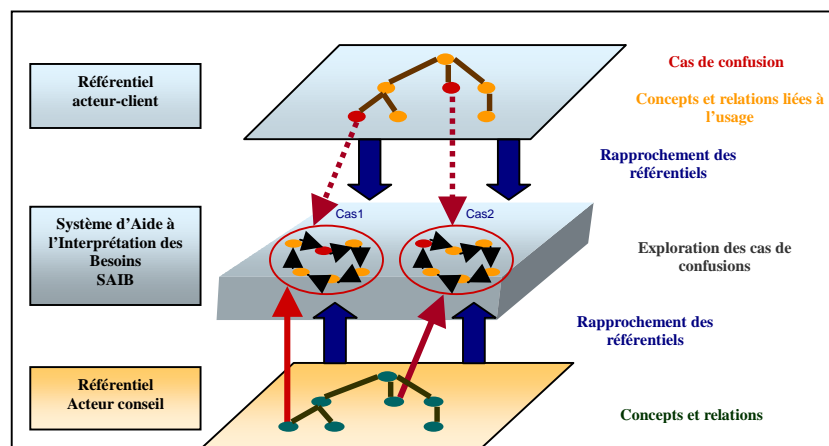 Référentiel
acteur-client
Cas de confusion
Concepts et relations liées à
l'usage
Rapprochement des
référentiels
Système d'Aide à
l'Interprétation des
Besoins
SAIB
Cas1
Cas2
Exploration des cas de
confusions
Rapprochement des
référentiels
Référentiel
Acteur conseil
Concepts et relations